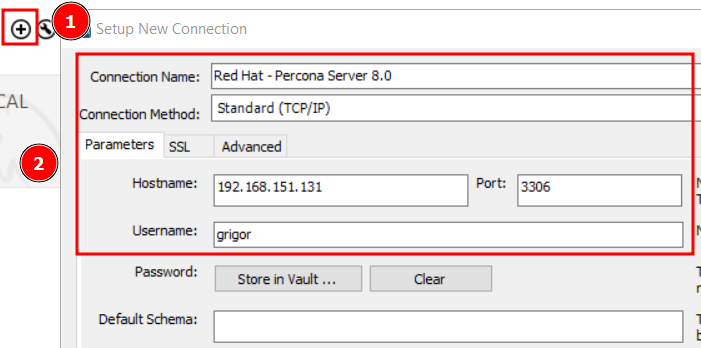 1
Setup New Connection
Connection Name: Red Hat - Percona Server 8.0
CAL
Connection Method: Standard (TCP/IP)
Parameters SSL Advanced
2
Hostname: 192.168.151.131 Port: 3306
Username: grigor
Password: Store in Vault ... Clear
Default Schema: